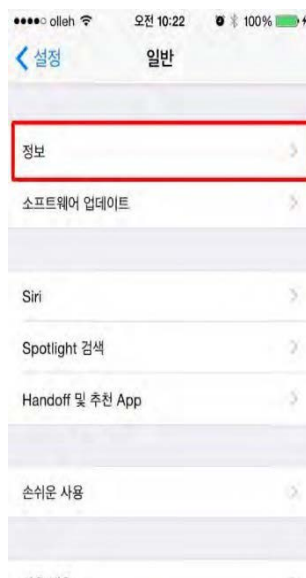 olleh 오전 10:22 100%
설정 일반
정보
소프트웨어 업데이트
Siri
Spotlight 검색
Handoff 및 추천 App
손쉬운 사용